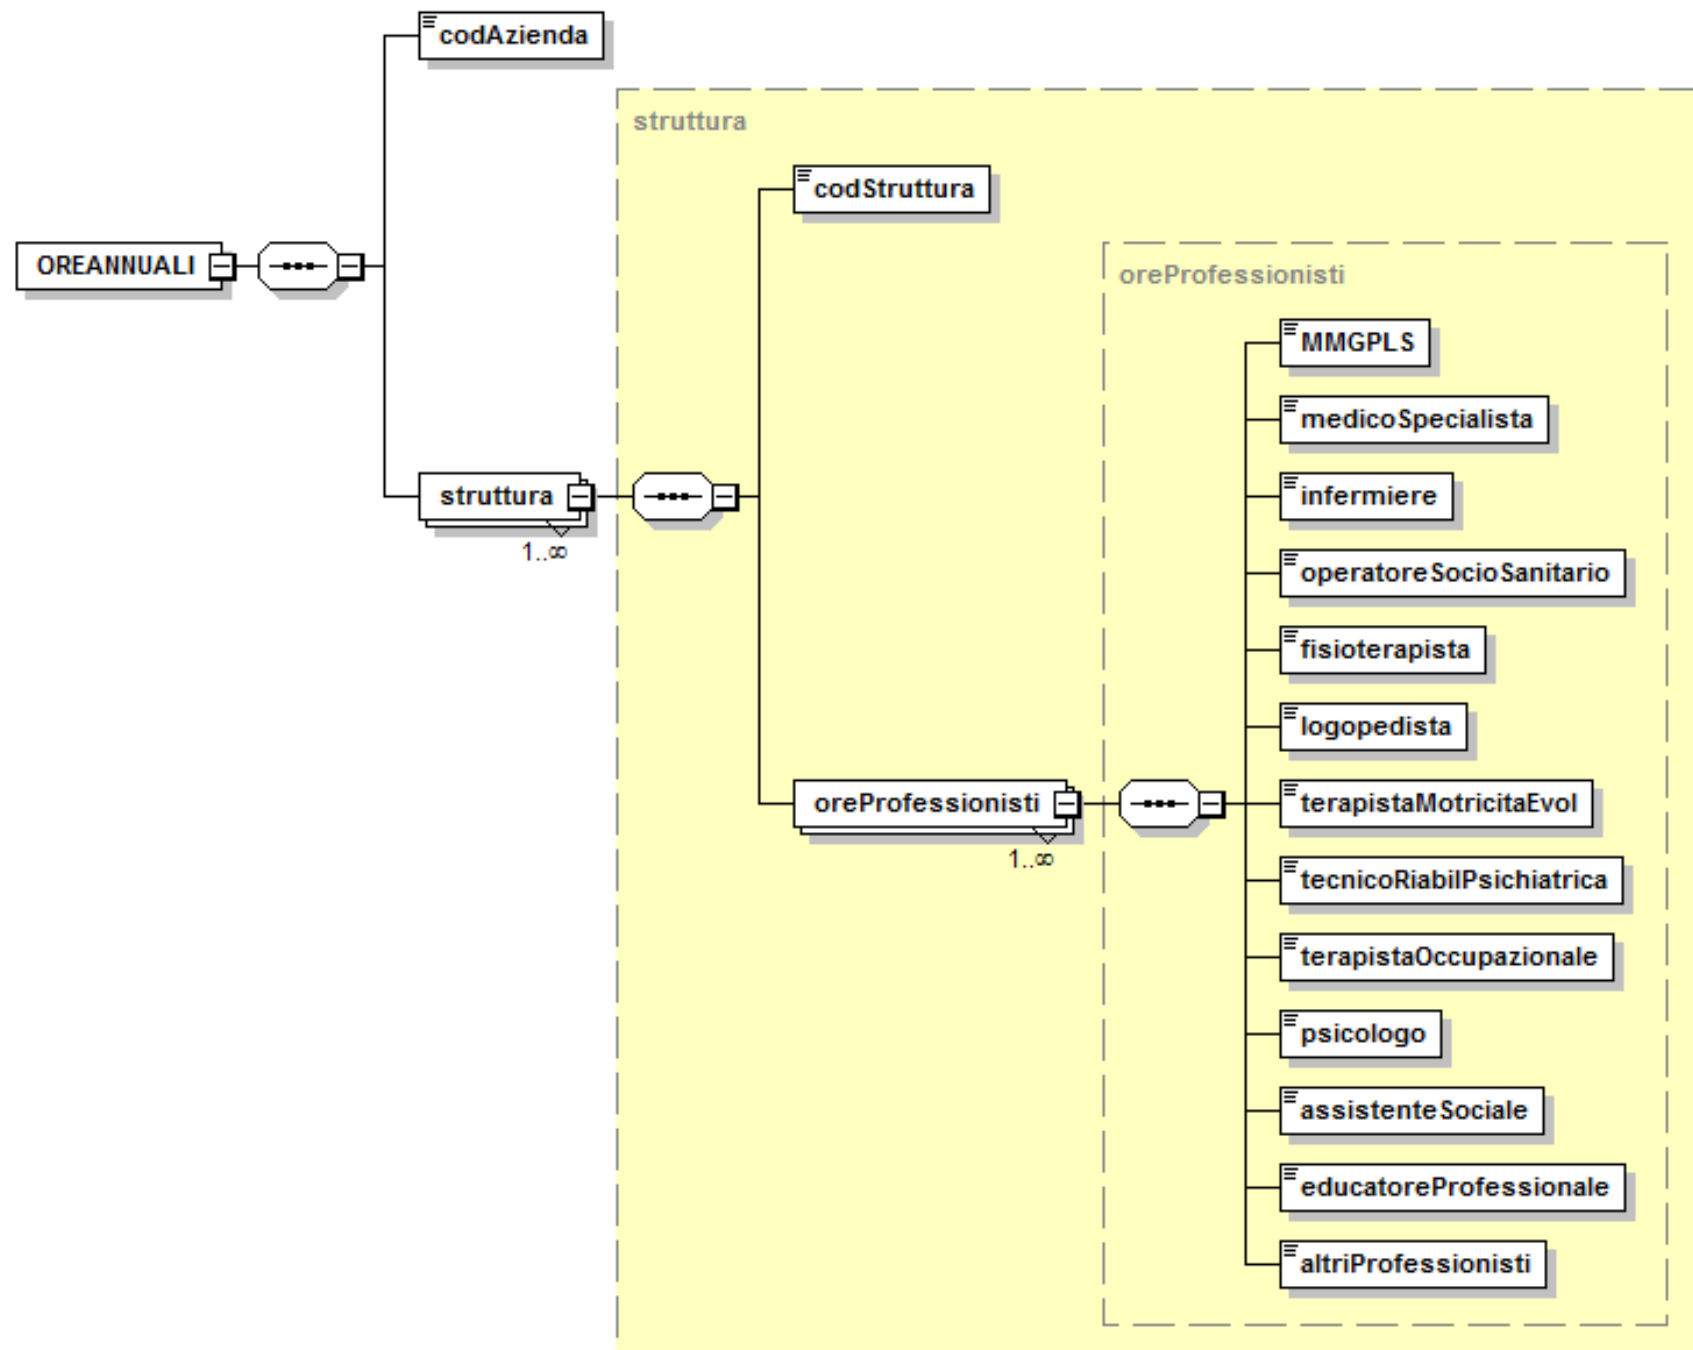 codAzienda
struttura
codStruttura
OREANNUALI
oreProfessionisti
MMGPLS
medicoSpecialista
struttura
1..∞
infermiere
operatoreSocioSanitario
fisioterapista
logopedista
oreProfessionisti
1..∞
terapistaMotricitaEvol
tecnicoRiabilPsichiatrica
terapistaOccupazionale
psicologo
assistenteSociale
educatoreProfessionale
altriProfessionisti